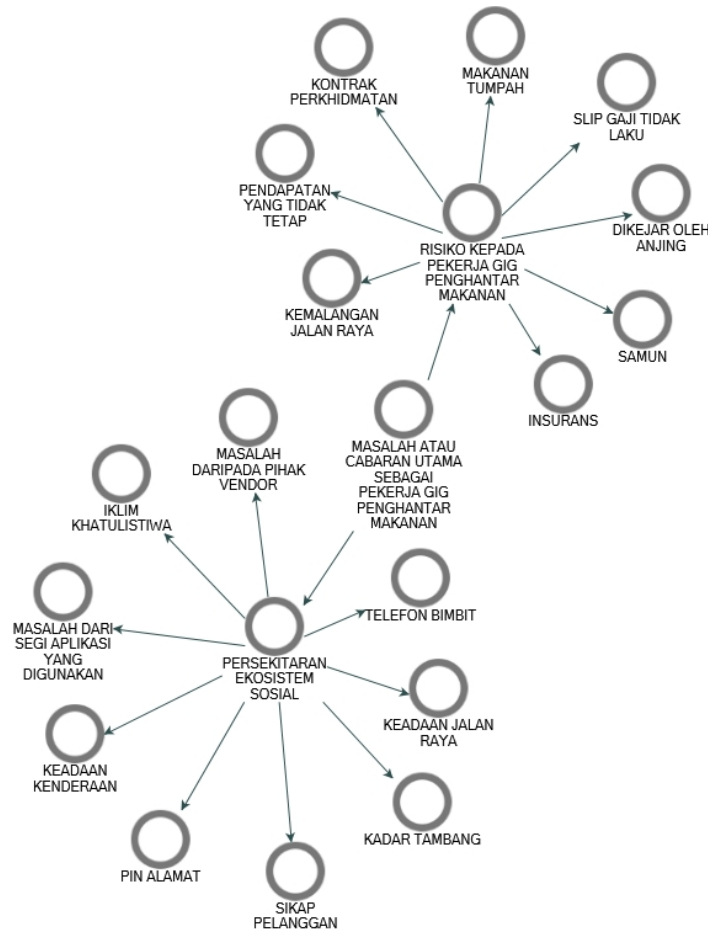 KONTRAK
PERKHIDMATAN
MAKANAN
TUMPAH
SLIP GAJI TIDAK
LAKU
PENDAPATAN
YANG TIDAK
TETAP
DIKEJAR OLEH
ANJING
RISIKO KEPADA
PEKERJA GIG
PENGHANTAR
MAKANAN
KEMALANGAN
JALAN RAYA
SAMUN
INSURANS
MASALAH
DARIPADA PIHAK
VENDOR
MASALAH ATAU
CABARAN UTAMA
SEBAGAI
PEKERJA GIG
PENGHANTAR
MAKANAN
IKLIM
KHATULISTIWA
TELEFON BIMBIT
MASALAH DARI
SEGI APLIKASI
YANG
DIGUNAKAN
PERSEKITARAN
EKOSISTEM
SOSIAL
KEADAAN JALAN
RAYA
KEADAAN
KENDERAAN
KADAR TAMBANG
PIN ALAMAT
SIKAP
PELANGGAN